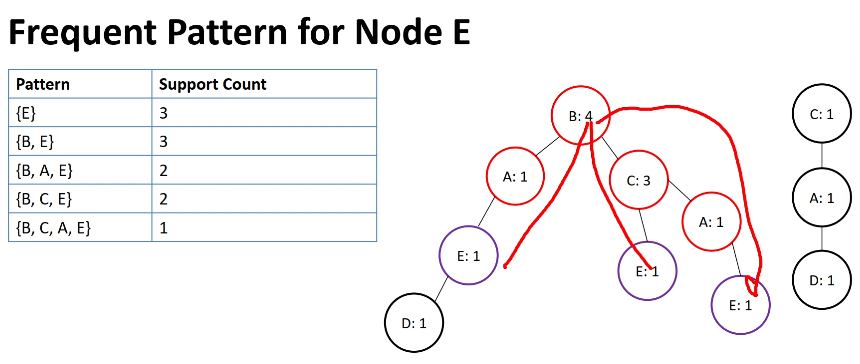 Frequent Pattern for Node E
Pattern Support Count
{E} 3
{B, E} 3
{B, A, E} 2
{B, C, E} 2
{B, C, A, E} 1
B: 4
C: 1
A: 1
C: 3
A: 1
A: 1
E: 1
E: 1
D: 1
E: 1
D: 1